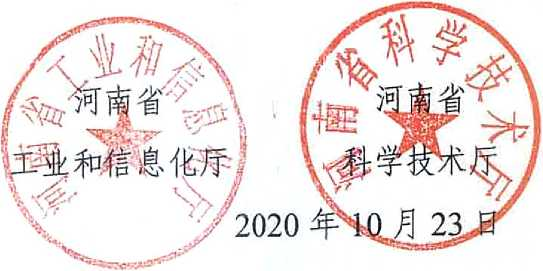 河南省工业和信息化厅
河南省
工业和信息化厅
河南省科学技术厅
河南省
科学技术厅
2020 年 10 月 23 日